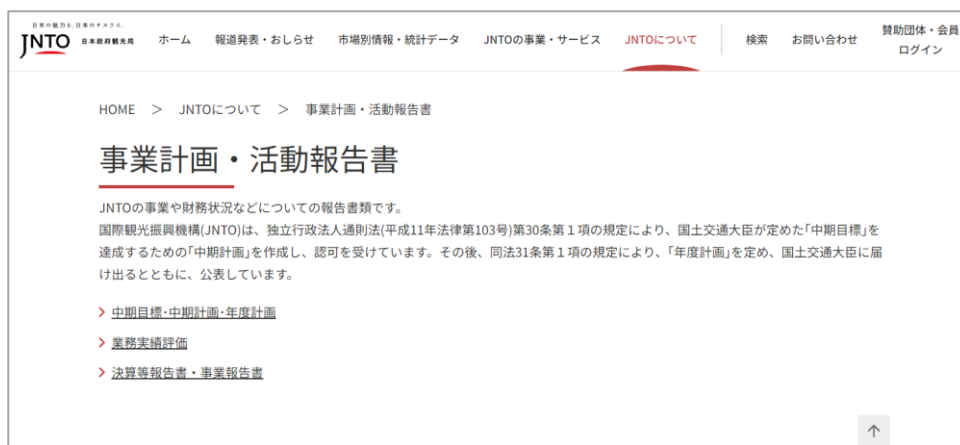 日本の魅力を、日本のチカラに。
JNTO 日本政府観光局
ホーム
報道発表・おしらせ
市場別情報・統計データ
JNTOの事業・サービス
JNTOについて
検索
お問い合わせ
賛助団体・会員
ログイン
HOME ＞ JNTOについて ＞ 事業計画・活動報告書
事業計画・活動報告書
JNTOの事業や財務状況などについての報告書類です。
国際観光振興機構(JNTO)は、独立行政法人通則法(平成11年法律第103号)第30条第１項の規定により、国土交通大臣が定めた「中期目標」を
達成するための「中期計画」を作成し、認可を受けています。その後、同法31条第１項の規定により、「年度計画」を定め、国土交通大臣に届
け出るとともに、公表しています。
中期目標･中期計画･年度計画
業務実績評価
決算等報告書・事業報告書